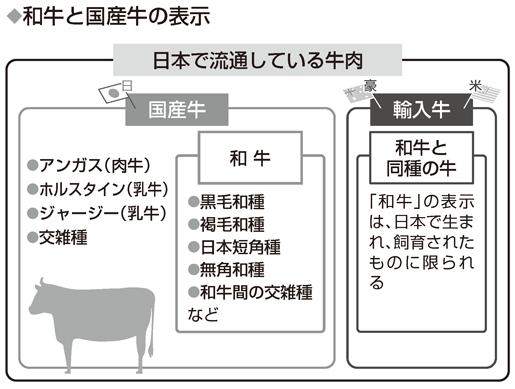 ◆和牛と国産牛の表示
日本で流通している牛肉
日
国産牛
●アンガス(肉牛)
●ホルスタイン(乳牛)
●ジャージー(乳牛)
●交雑種
和牛
●黒毛和種
●褐毛和種
●日本短角種
●無角和種
●和牛間の交雑種
など
豪
米
輸入牛
和牛と
同種の牛
「和牛」の表示
は、日本で生ま
れ、飼育された
ものに限られ
る